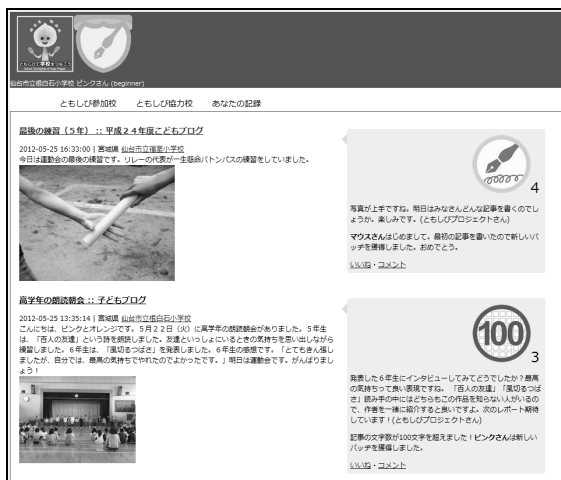 ともしびで学校をつなごう
仙台市立根白石小学校 ピンクさん (beginner)
ともしび参加校 ともしび協力校 あなたの記録
最後の練習（５年） :: 平成２４年度こどもブログ
2012-05-25 16:33:00 | 宮城県 仙台市立福室小学校
今日は運動会の最後の練習です。リレーの代表が一生懸命バトンパスの練習をしていました。
4
写真が上手ですね。明日はみなさんどんな記事を書くのでし
ょうか。楽しみです。(ともしびプロジェクトさん)
マウスさんはじめまして。最初の記事を書いたので新しいバ
ッヂを獲得しました。おめでとう。
いいね・コメント
高学年の朗読朝会 :: 子どもブログ
2012-05-25 13:35:14 | 宮城県 仙台市立根白石小学校
こんにちは、ピンクとオレンジです。５月２２日（火）に高学年の朗読朝会がありました。５年生
は、「百人の友達」という詩を朗読しました。友達といっしょにいるときの気持ちを思い出しながら
練習しました。６年生は、「風切るつばさ」を発表しました。６年生の感想です。「とてもきん張し
ましたが、自分では、最高の気持ちでやれたのでよかったです。」明日は運動会です。がんばりまし
ょう！
100
3
発表した６年生にインタビューしてみてどうでしたか？最高
の気持ちって良い表現ですね。「百人の友達」「風切るつば
さ」読み手の中にはどちらもこの作品を知らない人がいるの
で、作者を一緒に紹介すると良いですよ。次のレポート期待
しています！(ともしびプロジェクトさん)
記事の文字数が100文字を超えました！ピンクさんは新しい
バッヂを獲得しました。
いいね・コメント